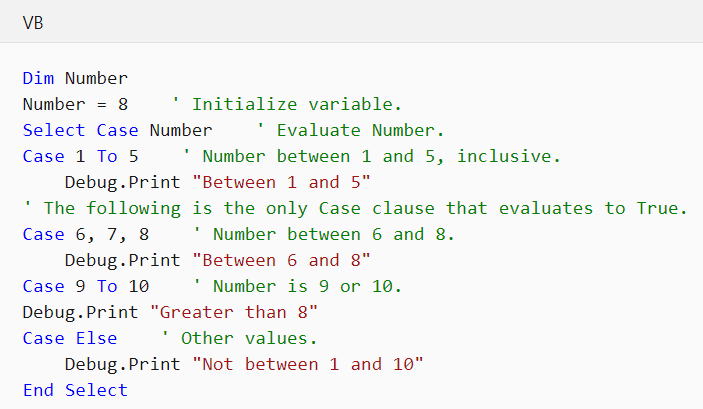 VB
Dim Number
Number = 8    ' Initialize variable.
Select Case Number    ' Evaluate Number.
Case 1 To 5    ' Number between 1 and 5, inclusive.
    Debug.Print "Between 1 and 5"
' The following is the only Case clause that evaluates to True.
Case 6, 7, 8    ' Number between 6 and 8.
    Debug.Print "Between 6 and 8"
Case 9 To 10    ' Number is 9 or 10.
Debug.Print "Greater than 8"
Case Else    ' Other values.
    Debug.Print "Not between 1 and 10"
End Select